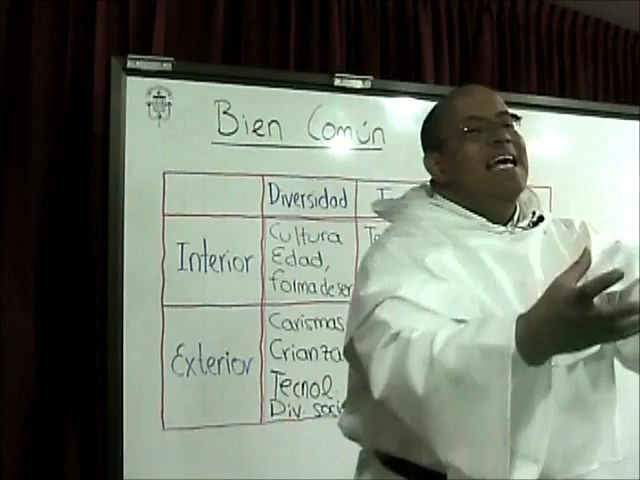 Bien Común
Diversidad
Interior
Cultura
Edad,
forma de ser
Exterior
Carismas
Crianza
Tecnol.
Div. soci